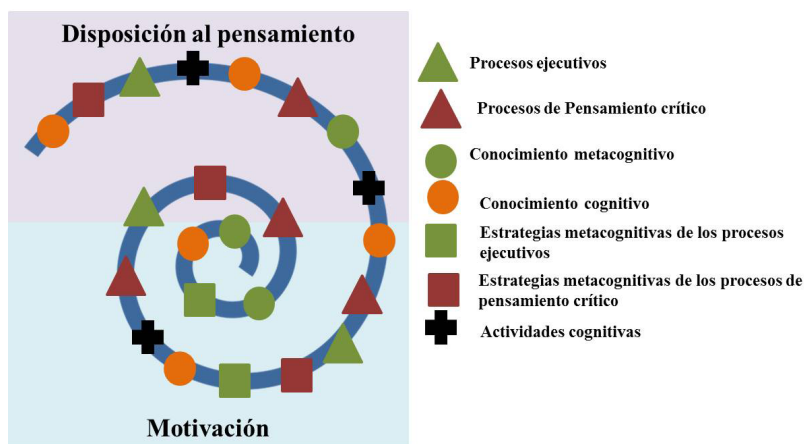 Disposición al pensamiento
Motivación
Procesos ejecutivos
Procesos de Pensamiento crítico
Conocimiento metacognitivo
Conocimiento cognitivo
Estrategias metacognitivas de los procesos
ejecutivos
Estrategias metacognitivas de los procesos de
pensamiento crítico
Actividades cognitivas